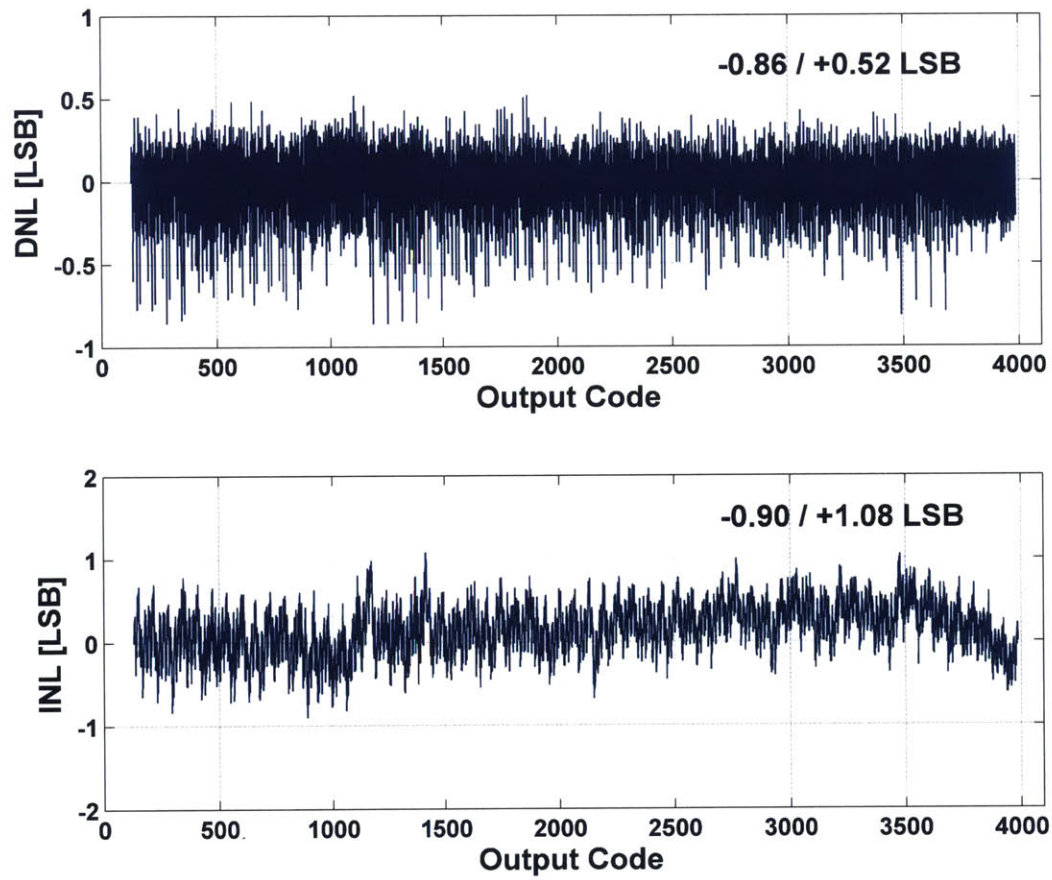 1
0.5
0
-0.5
-1
DNL [LSB]
-0.86 / +0.52 LSB
0 500 1000 1500 2000 2500 3000 3500 4000
Output Code
2
1
0
-1
-2
INL [LSB]
-0.90 / +1.08 LSB
0 500 1000 1500 2000 2500 3000 3500 4000
Output Code